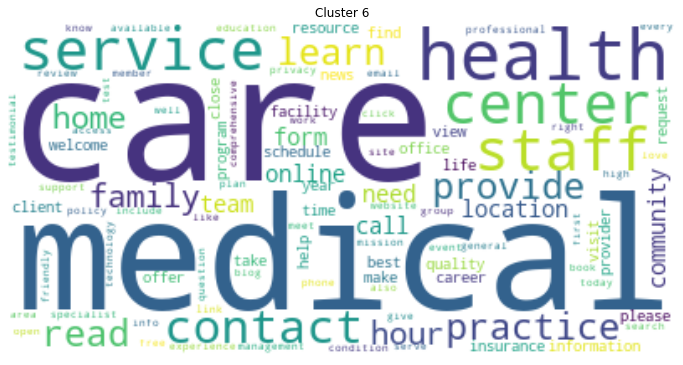 Cluster 6
know available education resource find professional every
service learn health
review member privacy news email
testimonial test close comprehensive
care center request
home well access facility work click
welcome form view office right staff love
program schedule site life
support plan online year need provide high
family team
client policy include like time website call group location community
help meet mission event general first visit provider
medical
friendly technology offer question take blog best make quality career book today
phone also
area specialist link give please
open read info free contact hour practice search
experience management condition serve insurance information